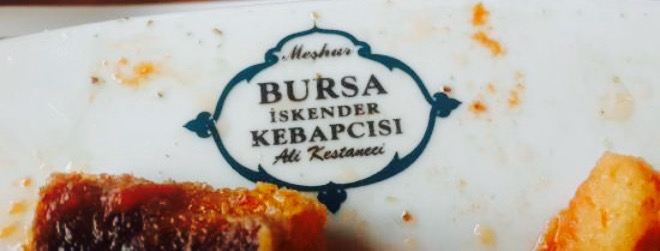 Meşhur
BURSA
İSKENDER
KEBAPCISI
Ali Kestaneci